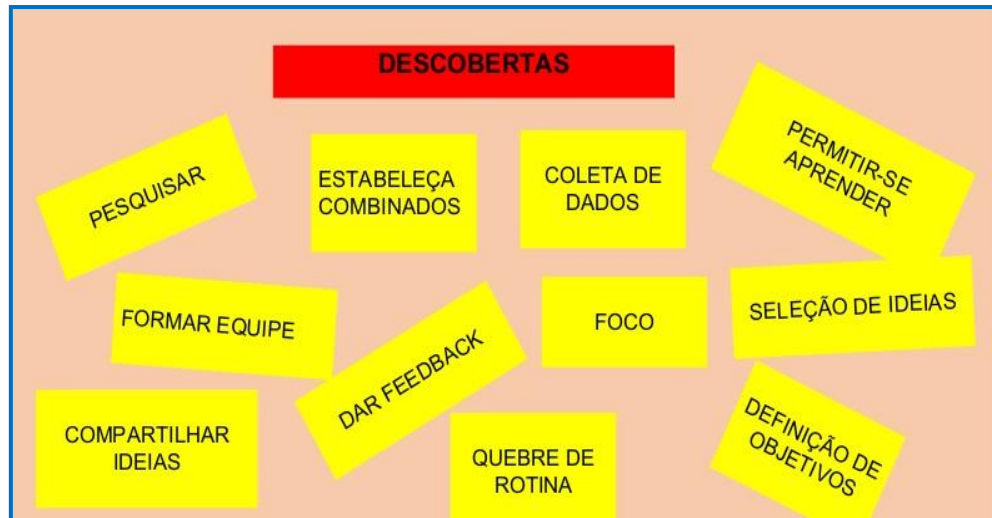 DESCOBERTAS
PESQUISAR
ESTABELEÇA
COMBINADOS
COLETA DE
DADOS
PERMITIR-SE
APRENDER
FORMAR EQUIPE
DAR FEEDBACK
FOCO
SELEÇÃO DE IDEIAS
COMPARTILHAR
IDEIAS
QUEBRE DE
ROTINA
DEFINIÇÃO DE
OBJETIVOS